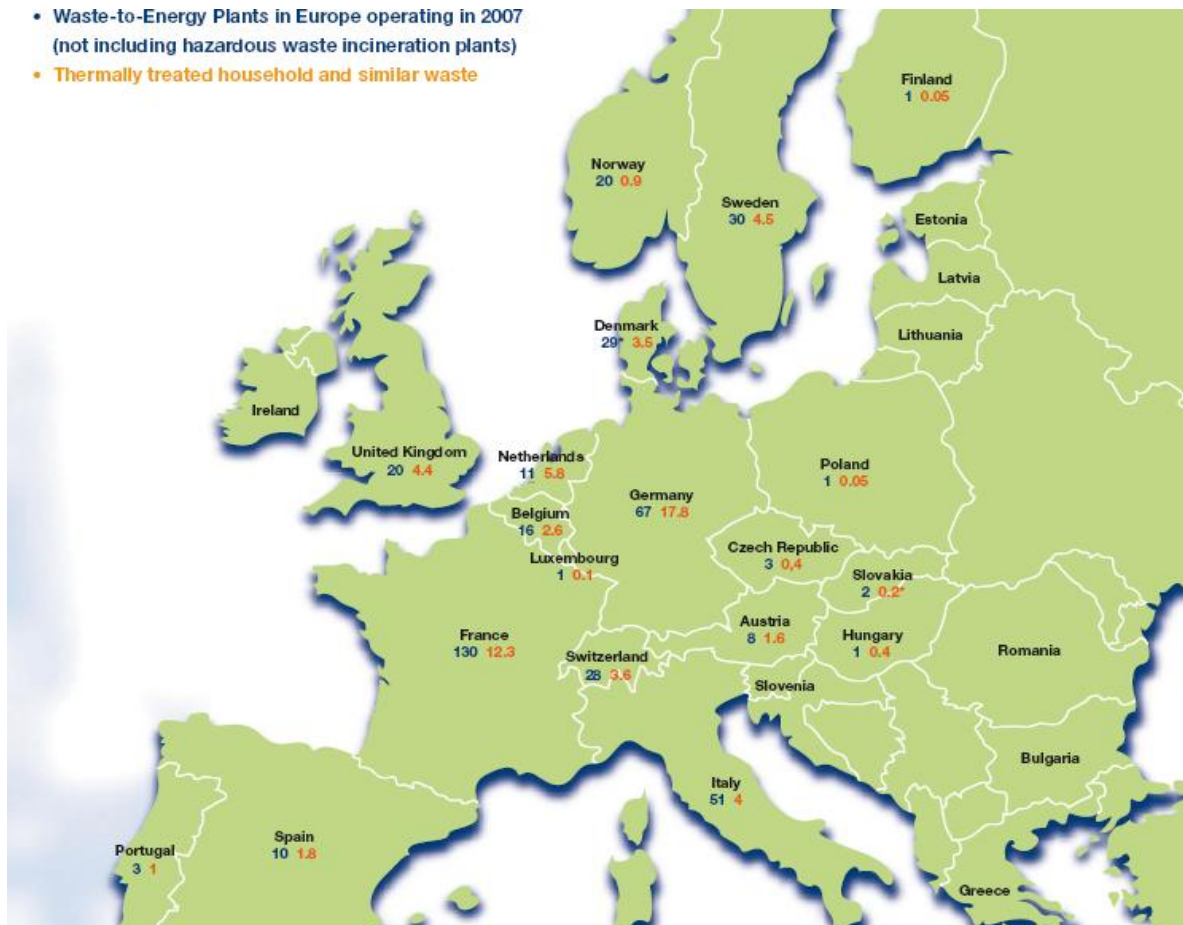 • Waste-to-Energy Plants in Europe operating in 2007
(not including hazardous waste incineration plants)
• Thermally treated household and similar waste
Finland
1 0.05
Norway
20 0.9
Sweden
30 4.5
Estonia
Latvia
Denmark
29* 3.5
Lithuania
Ireland
United Kingdom
20 4.4
Netherlands
11 5.8
Poland
1 0.05
Germany
67 17.8
Belgium
16 2.6
Czech Republic
3 0,4
Luxembourg
1 0.1
Slovakia
2 0.2*
Austria
8 1.6
France
130 12.3
Hungary
1 0.4
Romania
Switzerland
28 3.6
Slovenia
Bulgaria
Italy
51 4
Spain
10 1.8
Portugal
3 1
Greece